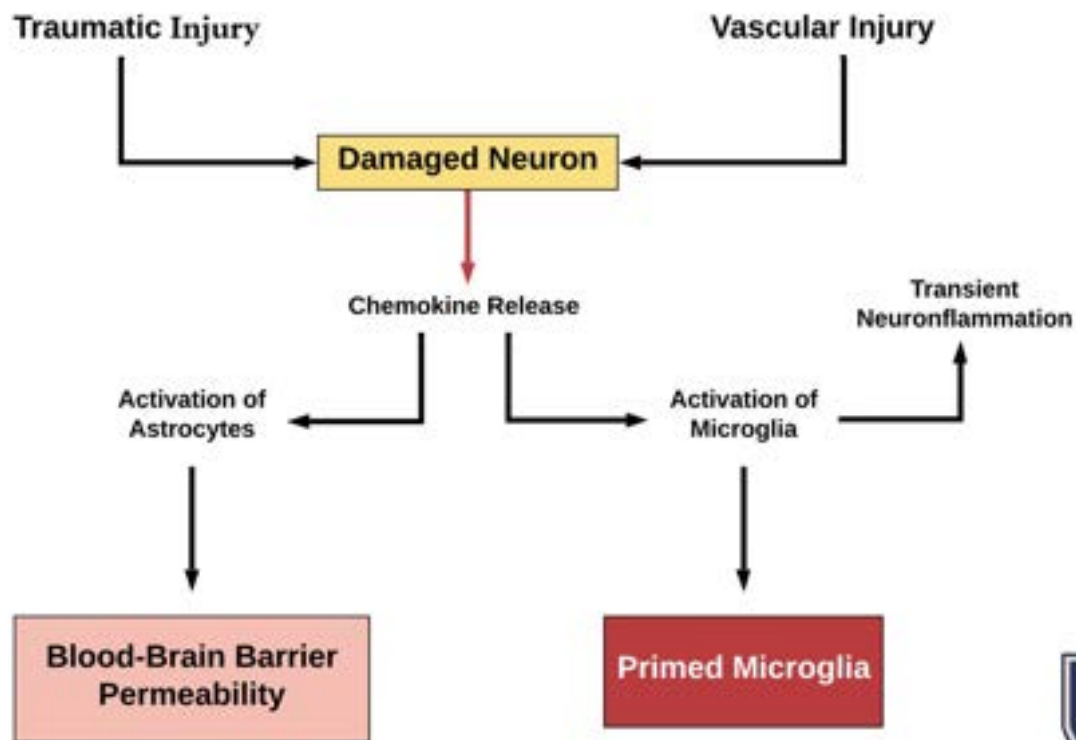 Traumatic Injury
Vascular Injury
Damaged Neuron
Chemokine Release
Transient
Neuronflammation
Activation of
Astrocytes
Activation of
Microglia
Blood-Brain Barrier
Permeability
Primed Microglia